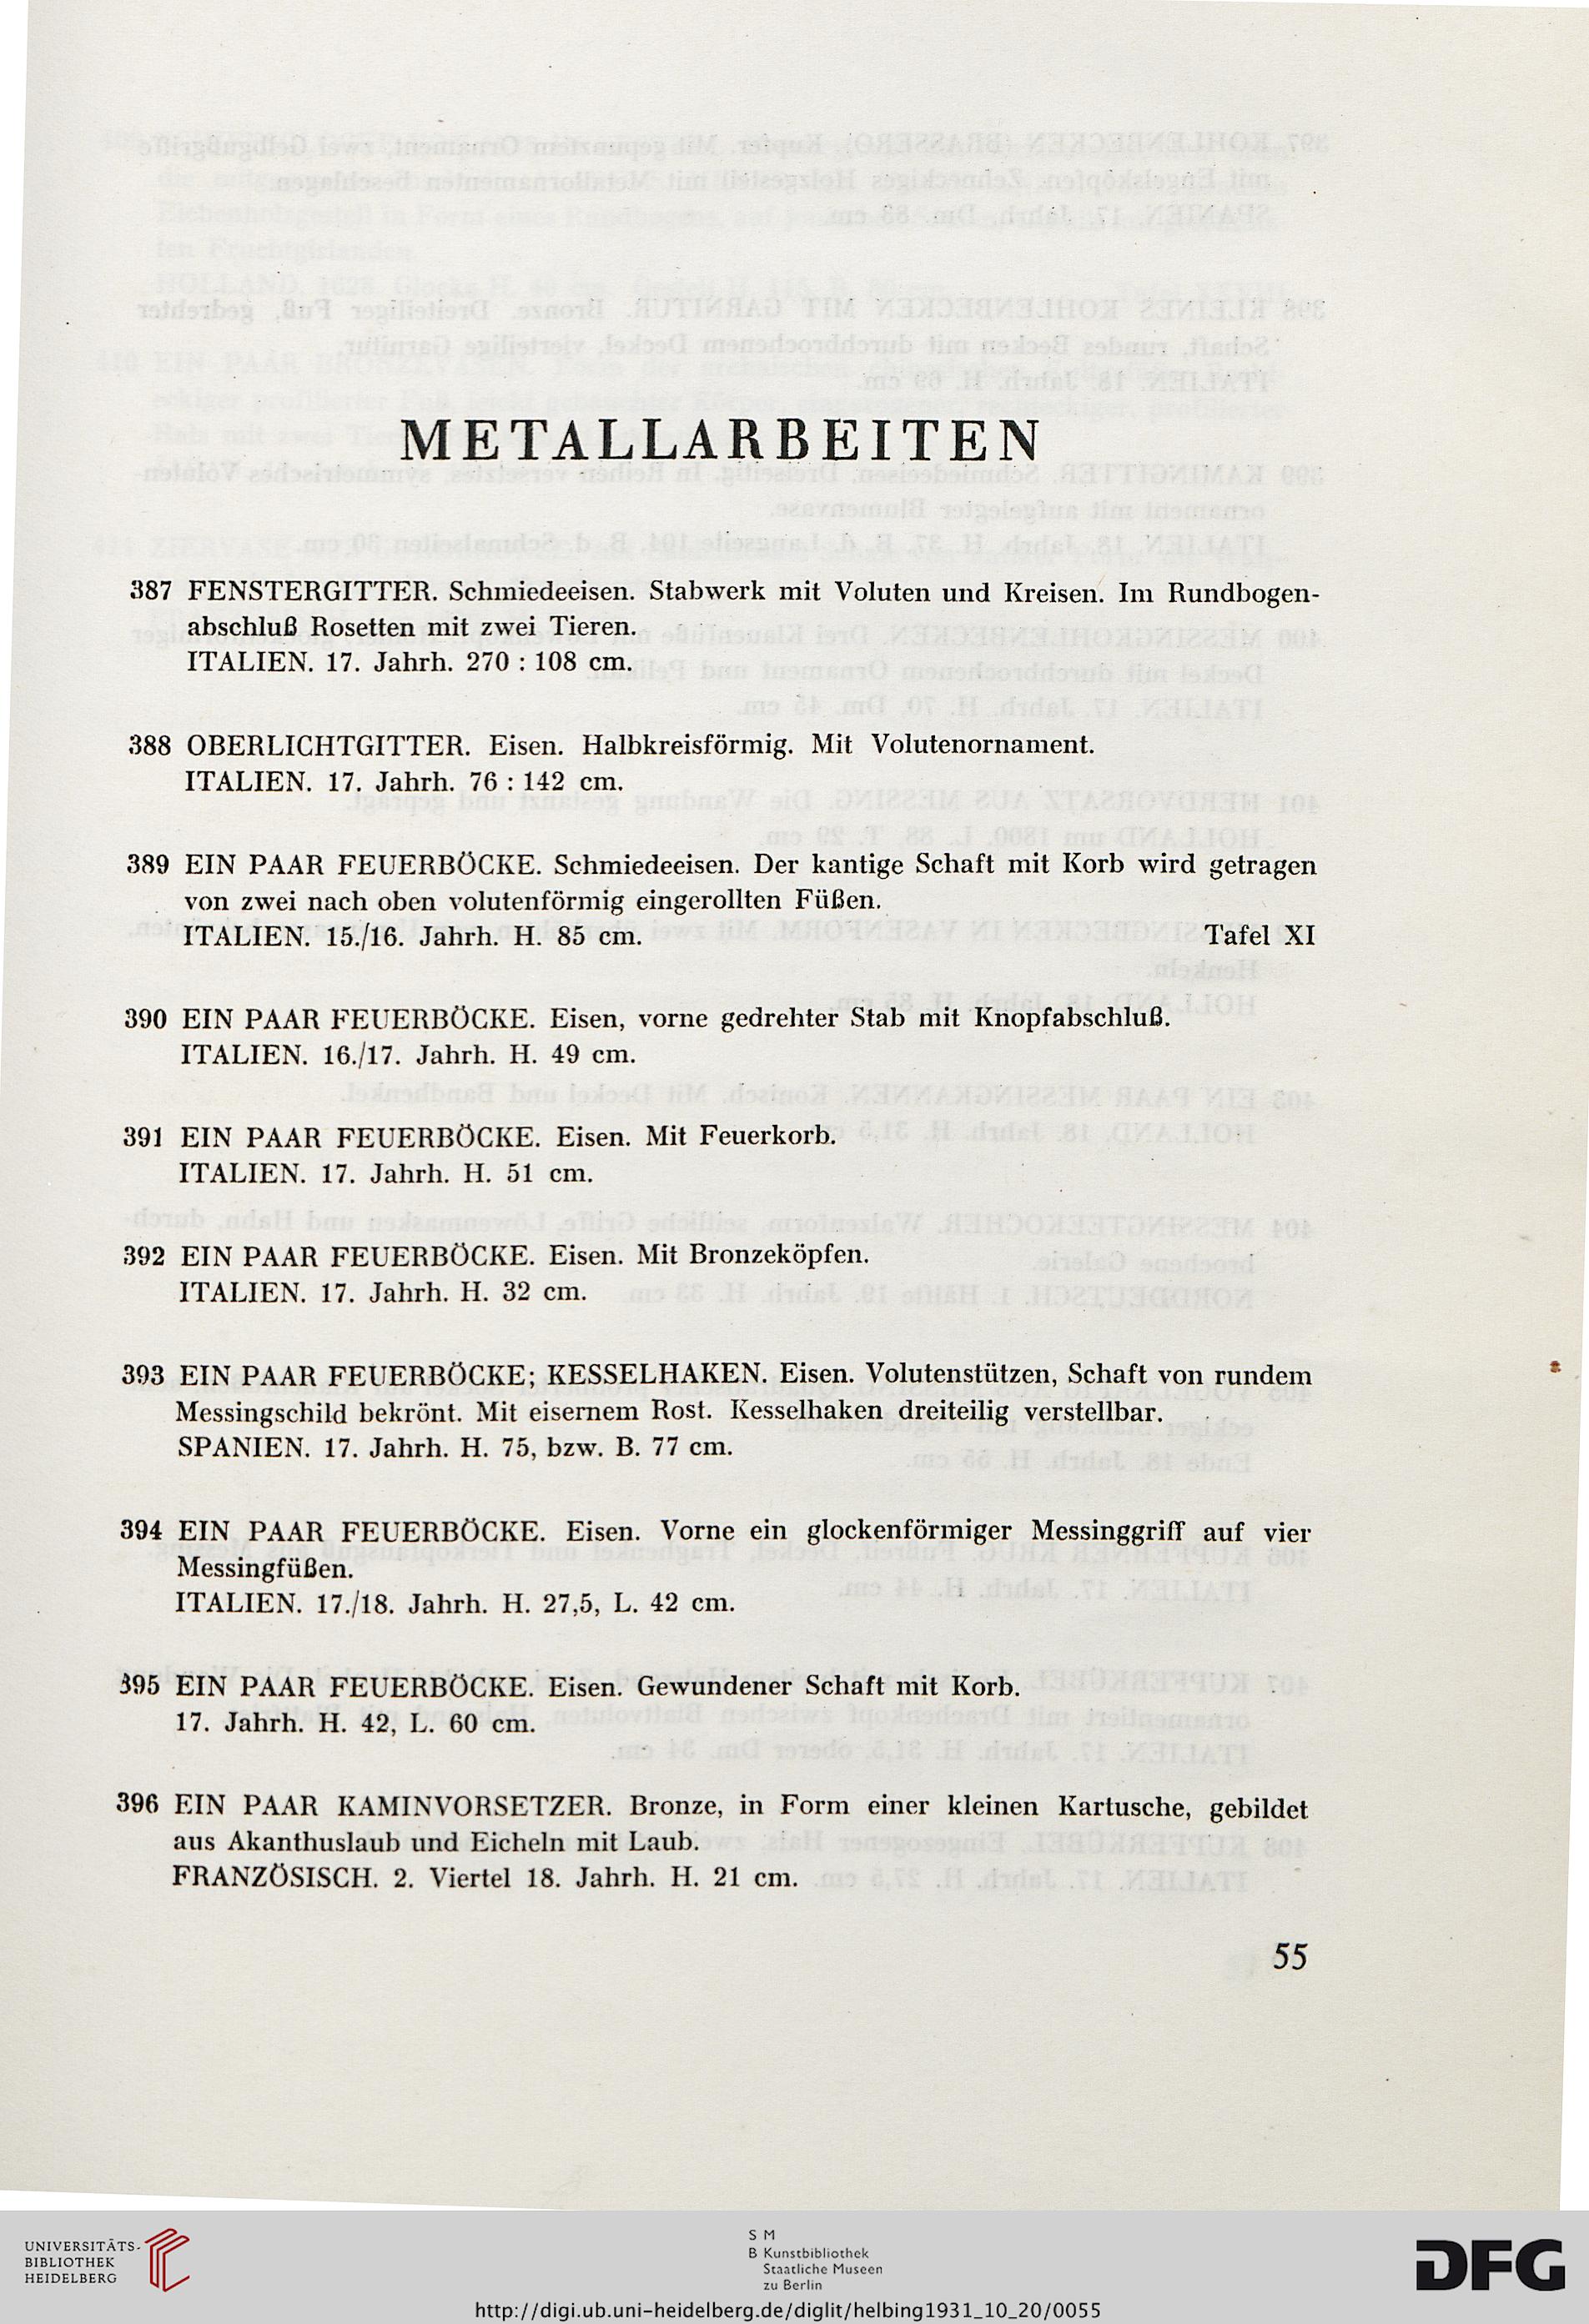 METALLARBEITEN
387 FENSTERGITTER. Schmiedeeisen. Stabwerk mit Voluten und Kreisen. Im Rundbogen-
abschluß Rosetten mit zwei Tieren.
ITALIEN. 17. Jahrh. 270 : 108 cm.
388 OBERLICHTGITTER. Eisen. Halbkreisförmig. Mit Volutenornament.
ITALIEN. 17. Jahrh. 76 : 142 cm.
389 EIN PAAR FEUERBÖCKE. Schmiedeeisen. Der kantige Schaft mit Korb wird getragen
von zwei nach oben volutenförmig eingerollten Füßen.
ITALIEN. 15./16. Jahrh. H. 85 cm. Tafel XI
390 EIN PAAR FEUERBÖCKE. Eisen, vorne gedrehter Stab mit Knopfabschluß.
ITALIEN. 16./17. Jahrh. H. 49 cm.
391 EIN PAAR FEUERBÖCKE. Eisen. Mit Feuerkorb.
ITALIEN. 17. Jahrh. H. 51 cm.
392 EIN PAAR FEUERBÖCKE. Eisen. Mit Bronzeköpfen.
ITALIEN. 17. Jahrh. H. 32 cm.
393 EIN PAAR FEUERBÖCKE; KESSELHAKEN. Eisen. Volutenstützen, Schaft von rundem
Messingschild bekrönt. Mit eisernem Rost. Kesselhaken dreiteilig verstellbar.
SPANIEN. 17. Jahrh. H. 75, bzw. B. 77 cm.
394 EIN PAAR FEUERBÖCKE. Eisen. Vorne ein glockenförmiger Messinggriff auf vier
Messingfüßen.
ITALIEN. 17./18. Jahrh. H. 27,5, L. 42 cm.
395 EIN PAAR FEUERBÖCKE. Eisen. Gewundener Schaft mit Korb.
17. Jahrh. H. 42, L. 60 cm.
396 EIN PAAR KAMINVORSETZER. Bronze, in Form einer kleinen Kartusche, gebildet
aus Akanthuslaub und Eicheln mit Laub.
FRANZÖSISCH. 2. Viertel 18. Jahrh. H. 21 cm.
55
UNIVERSITÄTS-
BIBLIOTHEK
HEIDELBERG
S M
B Kunstbibliothek
Staatliche Museen
zu Berlin
DFG
http://digi.ub.uni-heidelberg.de/diglit/helbing1931_10_20/0055